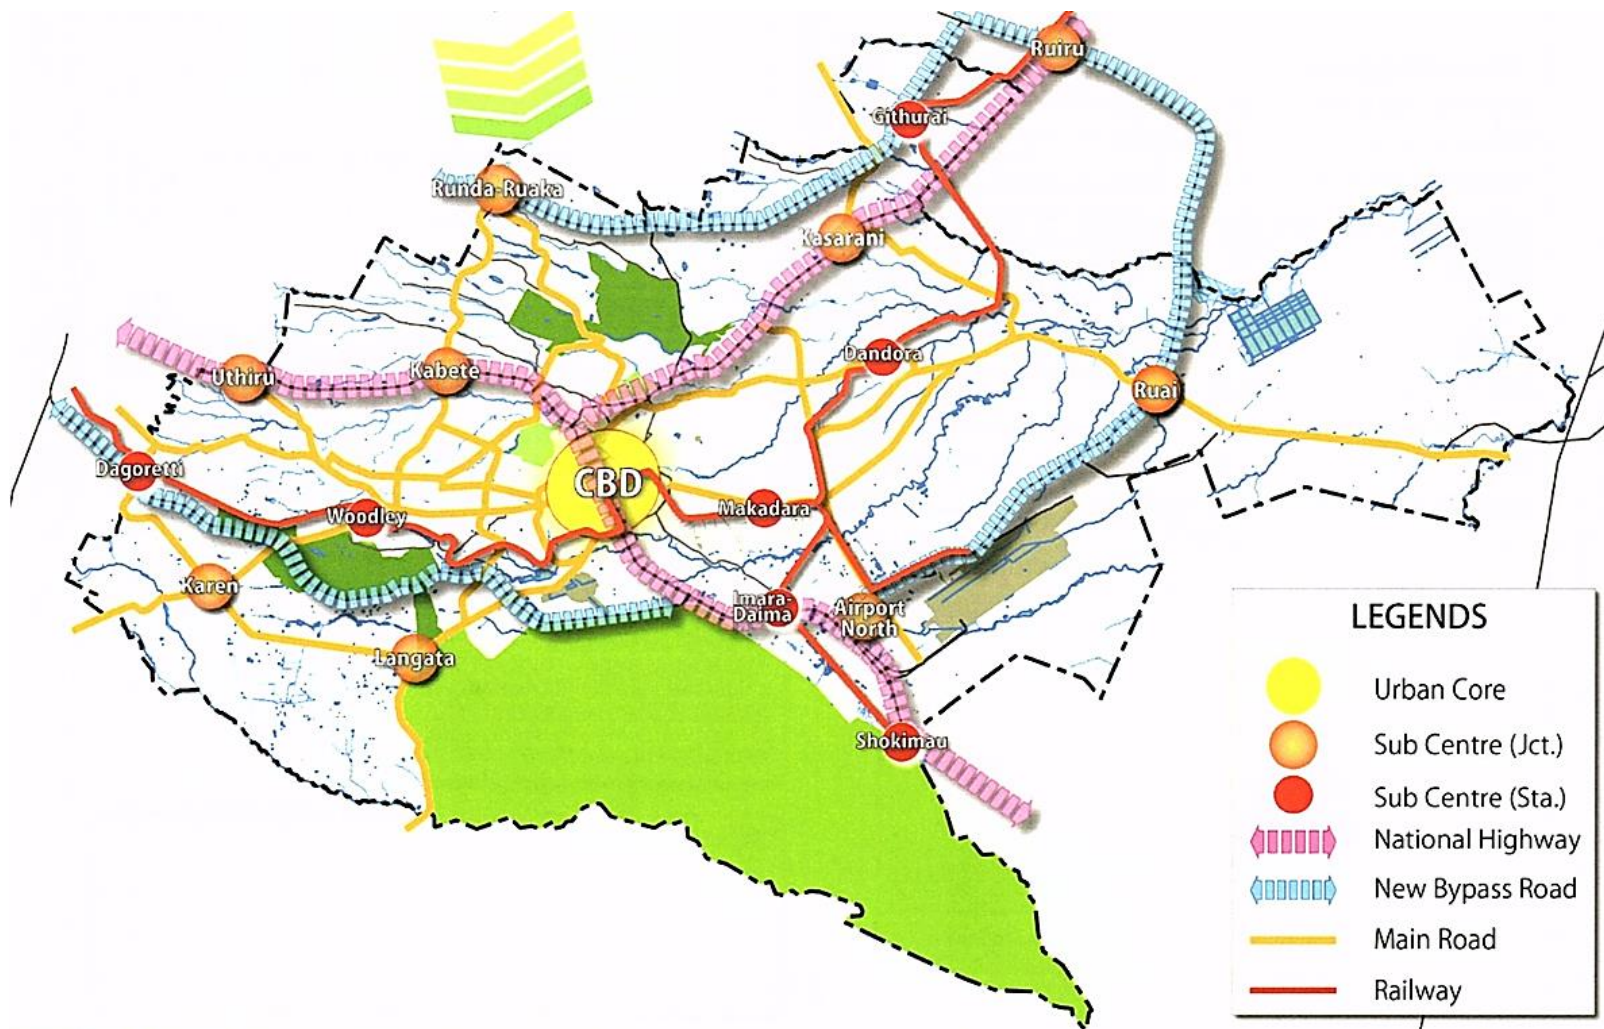 Ruiru
Githurai
Runda-Ruaka
Kasarani
Uthiru
Kabete
Dandora
Ruai
Dagoretti
CBD
Woodley
Makadara
Karen
Imara-
Daima
Airport
North
Langata
Shokimau
LEGENDS
Urban Core
Sub Centre (Jct.)
Sub Centre (Sta.)
National Highway
New Bypass Road
Main Road
Railway